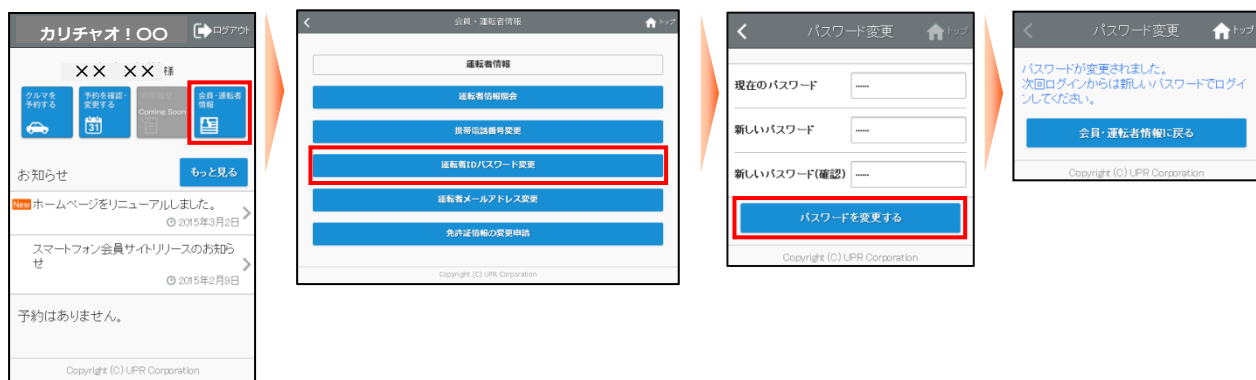 カリチャオ！〇〇
ログアウト
×× ×× 様
クルマを
予約する
予約を確認・
変更する
31
Coming Soon
会員・運転者
情報
お知らせ
もっと見る
New ホームページをリニューアルしました。
2015年3月2日
スマートフォン会員サイトリリースのお知ら
せ
2015年2月9日
予約はありません。
Copyright (C) UPR Corporation
会員・運転者情報
トップ
運転者情報
運転者情報照会
携帯電話番号変更
運転者IDパスワード変更
運転者メールアドレス変更
免許証情報の変更申請
Copyright (C) UPR Corporation
パスワード変更
トップ
現在のパスワード
新しいパスワード
新しいパスワード(確認)
パスワードを変更する
Copyright (C) UPR Corporation
パスワード変更
トップ
パスワードが変更されました。
次回ログインからは新しいパスワードでログイ
ンしてください。
会員・運転者情報に戻る
Copyright (C) UPR Corporation